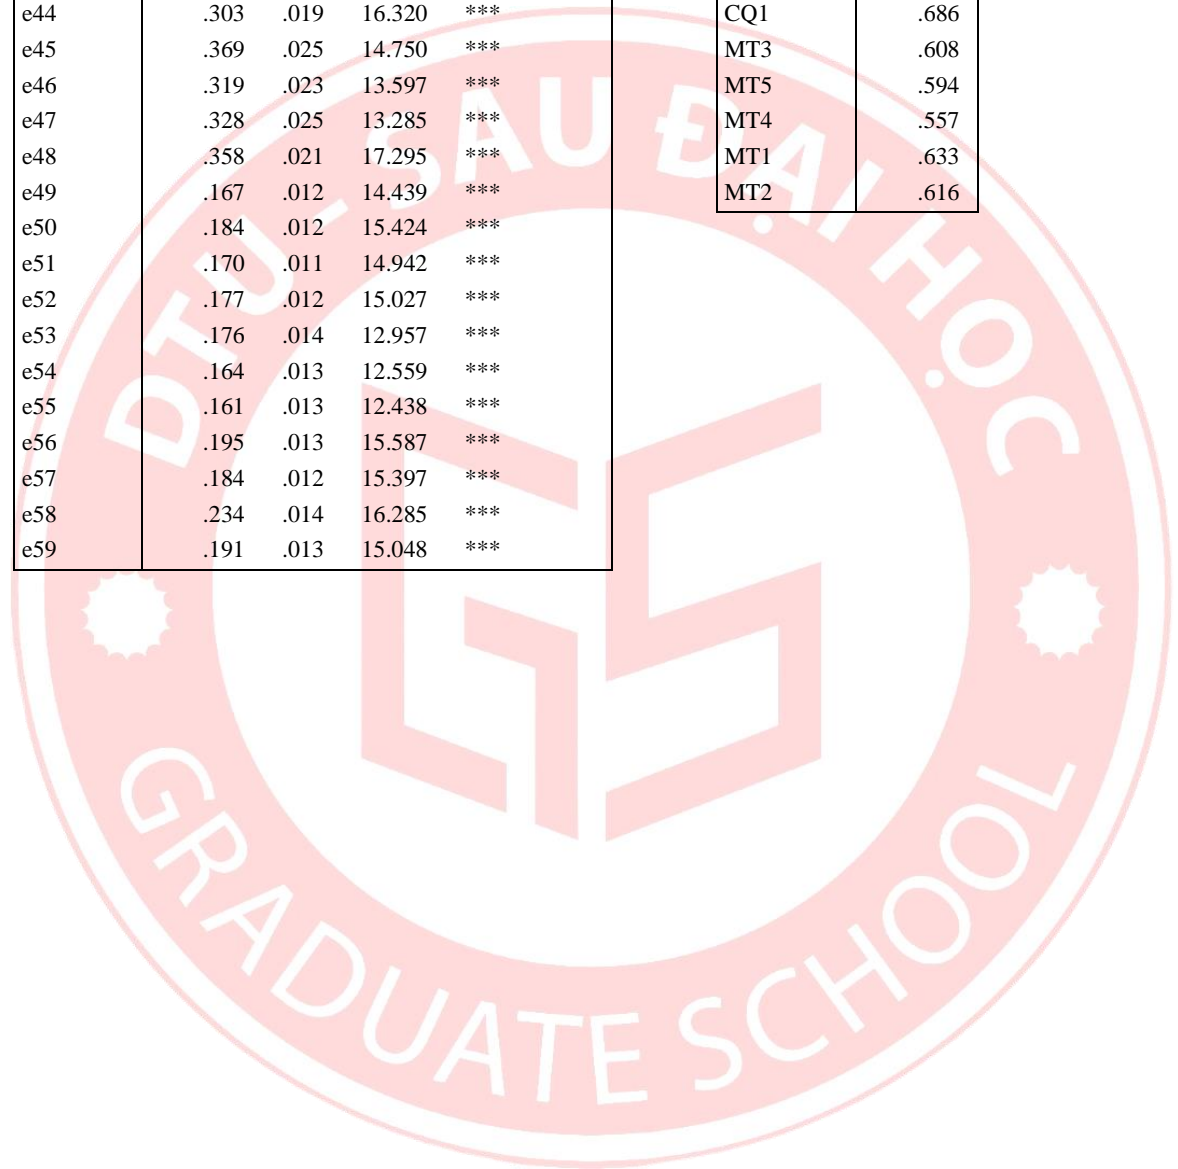 e44 .303 .019 16.320 ***
e45 .369 .025 14.750 ***
e46 .319 .023 13.597 ***
e47 .328 .025 13.285 ***
e48 .358 .021 17.295 ***
e49 .167 .012 14.439 ***
e50 .184 .012 15.424 ***
e51 .170 .011 14.942 ***
e52 .177 .012 15.027 ***
e53 .176 .014 12.957 ***
e54 .164 .013 12.559 ***
e55 .161 .013 12.438 ***
e56 .195 .013 15.587 ***
e57 .184 .012 15.397 ***
e58 .234 .014 16.285 ***
e59 .191 .013 15.048 ***
CQ1 .686
MT3 .608
MT5 .594
MT4 .557
MT1 .633
MT2 .616
DTU - SAU ĐẠI HỌC
GS
GRADUATE SCHOOL